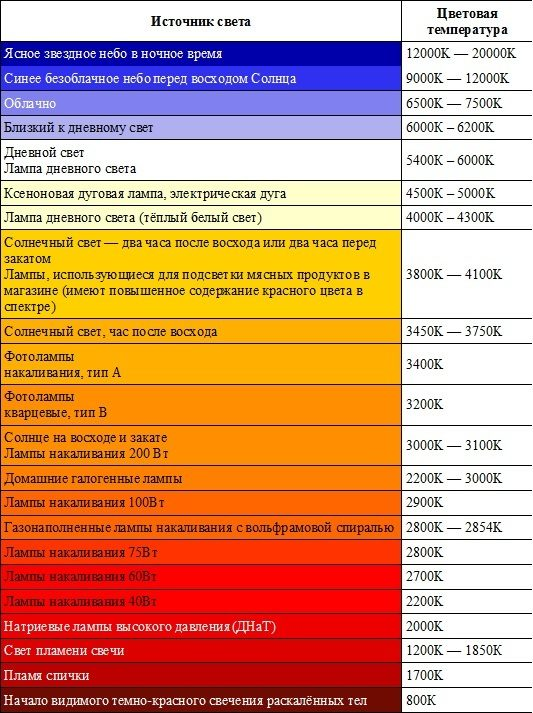 Источник света
Цветовая
температура
Ясное звездное небо в ночное время
12000K — 20000K
Синее безоблачное небо перед восходом Солнца
9000K — 12000K
Облачно
6500K — 7500K
Близкий к дневному свет
6000K – 6200K
Дневной свет
Лампа дневного света
5400K — 6000K
Ксеноновая дуговая лампа, электрическая дуга
4500K – 5000K
Лампа дневного света (тёплый белый свет)
4000K – 4300K
Солнечный свет — два часа после восхода или два часа перед
закатом
Лампы, использующиеся для подсветки мясных продуктов в
магазине (имеют повышенное содержание красного цвета в
спектре)
3800K — 4100K
Солнечный свет, час после восхода
3450K — 3750K
Фотолампы
накаливания, тип А
3400K
Фотолампы
кварцевые, тип В
3200K
Солнце на восходе и закате
Лампы накаливания 200 Вт
3000K — 3100K
Домашние галогенные лампы
2200K — 3000K
Лампы накаливания 100Вт
2900K
Газонаполненные лампы накаливания с вольфрамовой спиралью
2800K — 2854K
Лампы накаливания 75Вт
2800K
Лампы накаливания 60Вт
2700K
Лампы накаливания 40Вт
2200K
Натриевые лампы высокого давления (ДНаТ)
2000K
Свет пламени свечи
1200K — 1850K
Пламя спички
1700K
Начало видимого темно-красного свечения раскалённых тел
800K